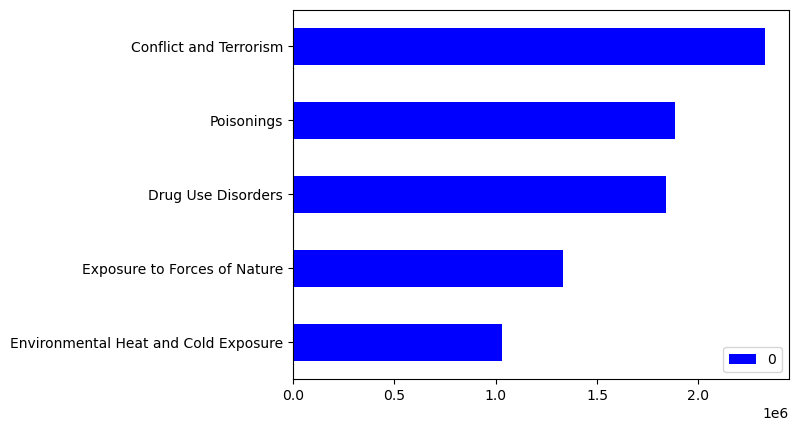 Conflict and Terrorism
Poisonings
Drug Use Disorders
Exposure to Forces of Nature
Environmental Heat and Cold Exposure
0
0.0 0.5 1.0 1.5 2.0
1e6